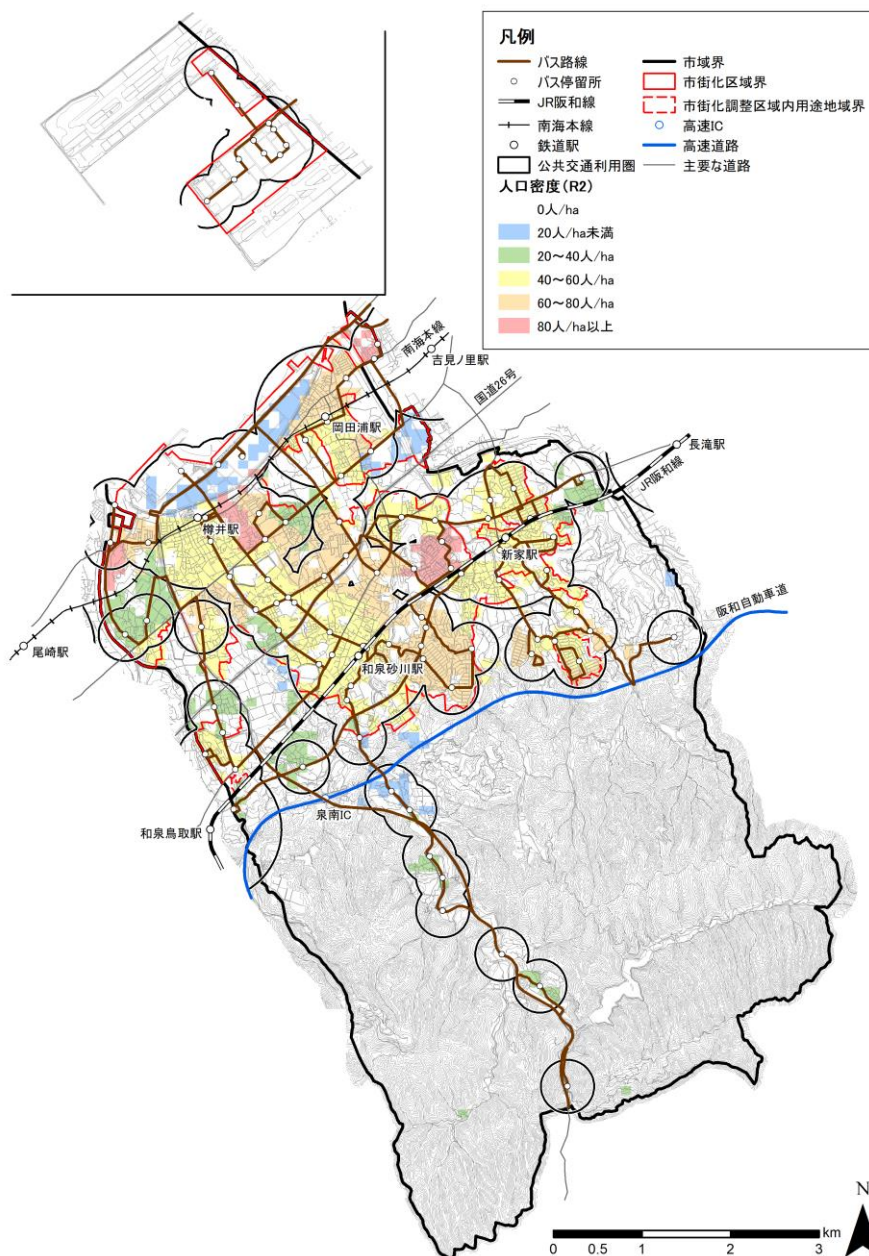 凡例
バス路線
バス停留所
JR阪和線
南海本線
鉄道駅
公共交通利用圏
市域界
市街化区域界
市街化調整区域内用途地域界
高速IC
高速道路
主要な道路
人口密度(R2)
0人/ha
20人/ha未満
20～40人/ha
40～60人/ha
60～80人/ha
80人/ha以上
南海本線
吉見ノ里駅
国道26号
岡田浦駅
長滝駅
JR阪和線
樽井駅
新家駅
阪和自動車道
尾崎駅
和泉砂川駅
泉南IC
和泉鳥取駅
N
km
0 0.5 1 2 3